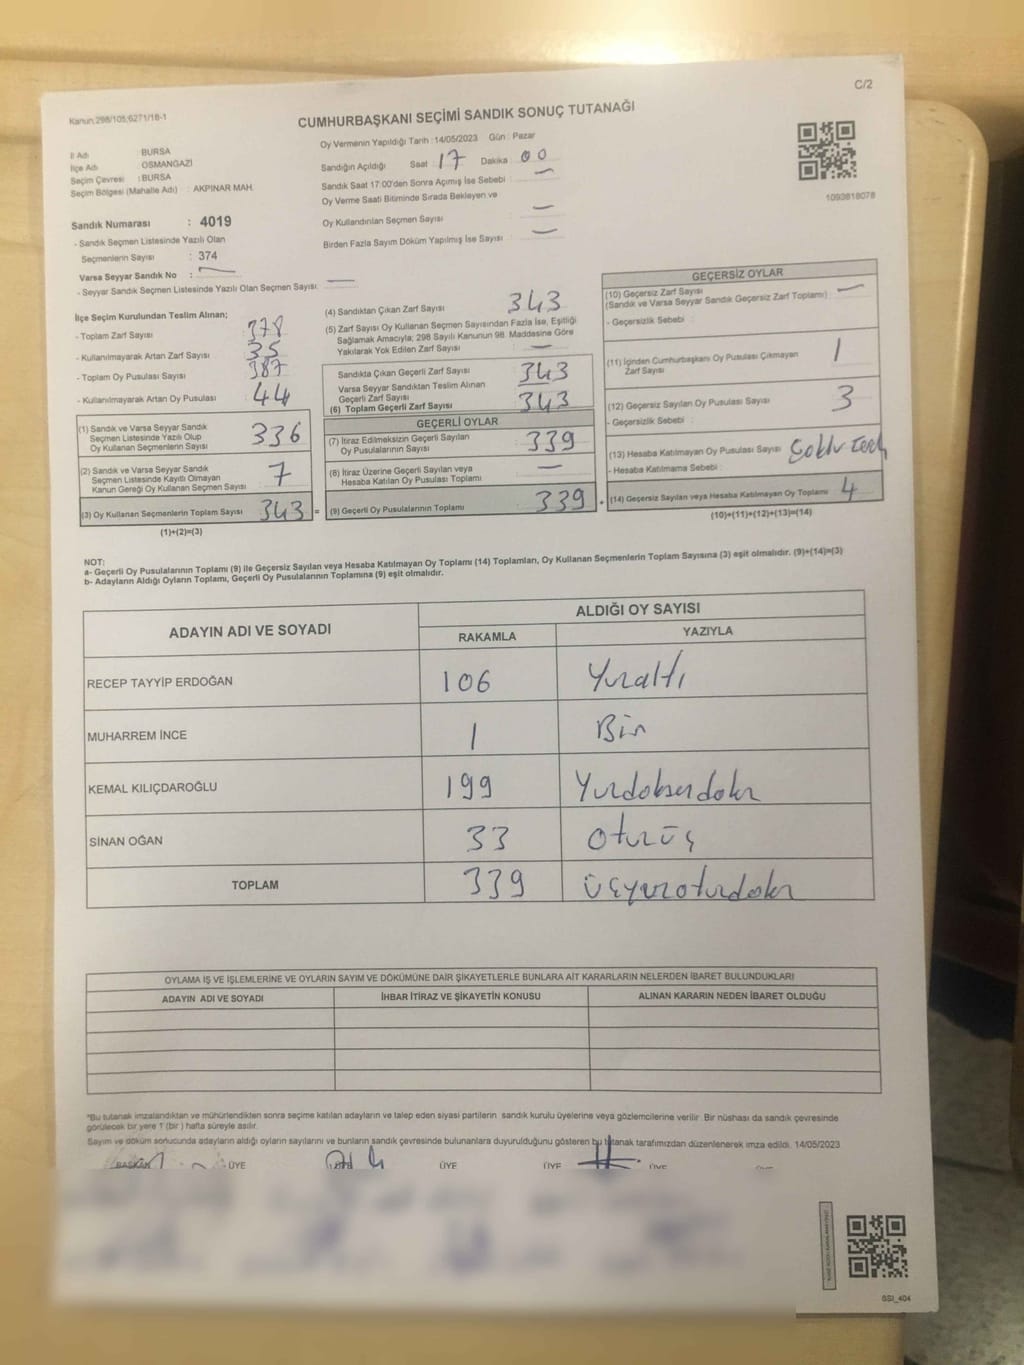 C/2
Kanun:298/105;6271/18-1
CUMHURBAŞKANI SEÇİMİ SANDIK SONUÇ TUTANAĞI
İl Adı BURSA
İlçe Adı OSMANGAZİ
Seçim Çevresi : BURSA
Seçim Bölgesi (Mahalle Adı) : AKPINAR MAH.
Oy Vermenin Yapıldığı Tarih :14/05/2023 Gün : Pazar
Sandığın Açıldığı Saat 17 Dakika 00
Sandık Saat 17:00'den Sonra Açımış İse Sebebi : —
Oy Verme Saati Bitiminde Sırada Bekleyen ve
Oy Kullandırılan Seçmen Sayısı —
Birden Fazla Sayım Döküm Yapılmış İse Sayısı : —
1093618078
Sandık Numarası : 4019
- Sandık Seçmen Listesinde Yazılı Olan
Seçmenlerin Sayısı : 374
Varsa Seyyar Sandık No : —
- Seyyar Sandık Seçmen Listesinde Yazılı Olan Seçmen Sayısı: —
İlçe Seçim Kurulundan Teslim Alınan;
- Toplam Zarf Sayısı : 378
- Kullanılmayarak Artan Zarf Sayısı : 35
- Toplam Oy Pusulası Sayısı : 387
- Kullanılmayarak Artan Oy Pusulası : 44
(1) Sandık ve Varsa Seyyar Sandık
Seçmen Listesinde Yazılı Olup
Oy Kullanan Seçmenlerin Sayısı : 336
(2) Sandık ve Varsa Seyyar Sandık
Seçmen Listesinde Kayıtlı Olmayan
Kanun Gereği Oy Kullanan Seçmen Sayısı : 7
(3) Oy Kullanan Seçmenlerin Toplam Sayısı : 343 =
(1)+(2)=(3)
(4) Sandıktan Çıkan Zarf Sayısı 343
(5) Zarf Sayısı Oy Kullanan Seçmen Sayısından Fazla İse, Eşitliği
Sağlamak Amacıyla; 298 Sayılı Kanunun 98. Maddesine Göre
Yakılarak Yok Edilen Zarf Sayısı —
Sandıkta Çıkan Geçerli Zarf Sayısı 343
Varsa Seyyar Sandıktan Teslim Alınan
Geçerli Zarf Sayısı —
(6) Toplam Geçerli Zarf Sayısı 343
GEÇERLİ OYLAR
(7) İtiraz Edilmeksizin Geçerli Sayılan
Oy Pusulasının Sayısı 339
(8) İtiraz Üzerine Geçerli Sayılan veya
Hesaba Katılan Oy Pusulası Toplamı —
(9) Geçerli Oy Pusulalarının Toplamı 339 +
GEÇERSİZ OYLAR
(10) Geçersiz Zarf Sayısı
(Sandık ve Varsa Seyyar Sandık Geçersiz Zarf Toplamı) —
- Geçersizlik Sebebi :
(11) İçinden Cumhurbaşkanı Oy Pusulası Çıkmayan
Zarf Sayısı 1
(12) Geçersiz Sayılan Oy Pusulası Sayısı 3
- Geçersizlik Sebebi :
(13) Hesaba Katılmayan Oy Pusulası Sayısı
- Hesaba Katılmama Sebebi :
(14) Geçersiz Sayılan veya Hesaba Katılmayan Oy Toplamı 4
(10)+(11)+(12)+(13)=(14)
NOT:
a- Geçerli Oy Pusulalarının Toplamı (9) ile Geçersiz Sayılan veya Hesaba Katılmayan Oy Toplamı (14) Toplamları, Oy Kullanan Seçmenlerin Toplam Sayısına (3) eşit olmalıdır. (9)+(14)=(3)
b- Adayların Aldığı Oyların Toplamı, Geçerli Oy Pusulalarının Toplamına (9) eşit olmalıdır.
ADAYIN ADI VE SOYADI ALDIĞI OY SAYISI
RAKAMLA YAZIYLA
RECEP TAYYİP ERDOĞAN 106 Yüzaltı
MUHARREM İNCE 1 Bir
KEMAL KILIÇDAROĞLU 199 Yüzdoksandokuz
SİNAN OĞAN 33 Otuzüç
TOPLAM 339 Üçyüzotuzdokuz
OYLAMA İŞ VE İŞLEMLERİNE VE OYLARIN SAYIM VE DÖKÜMÜNE DAİR ŞİKAYETLERLE BUNLARA AİT KARARLARIN NELERDEN İBARET BULUNDUKLARI
ADAYIN ADI VE SOYADI İHBAR İTİRAZ VE ŞİKAYETİN KONUSU ALINAN KARARIN NEDEN İBARET OLDUĞU
*Bu tutanak imzalandıktan ve mühürlendikten sonra seçime katılan adayların ve talep eden siyasi partilerin sandık kurulu üyelerine veya gözlemcilerine verilir. Bir nüshası da sandık çevresinde
görülecek bir yere 1 (bir ) hafta süreyle asılır.
Sayım ve döküm sonucunda adayların aldığı oyların sayılarını ve bunların sandık çevresinde bulunanlara duyurulduğunu gösteren bu tutanak tarafımızdan düzenlenerek imza edildi. 14/05/2023
BAŞKAN ÜYE ÜYE ÜYE ÜYE
SSİ_404